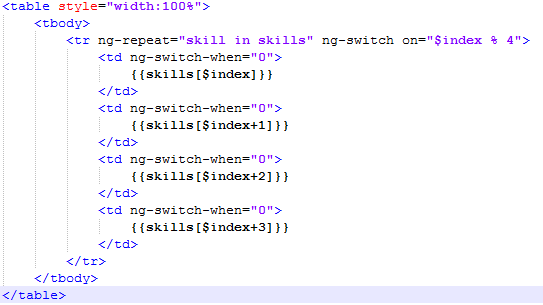 <table style="width:100%">
    <tbody>
        <tr ng-repeat="skill in skills" ng-switch on="$index % 4">
            <td ng-switch-when="0">
                {{skills[$index]}}
            </td>
            <td ng-switch-when="0">
                {{skills[$index+1]}}
            </td>
            <td ng-switch-when="0">
                {{skills[$index+2]}}
            </td>
            <td ng-switch-when="0">
                {{skills[$index+3]}}
            </td>
        </tr>
    </tbody>
</table>